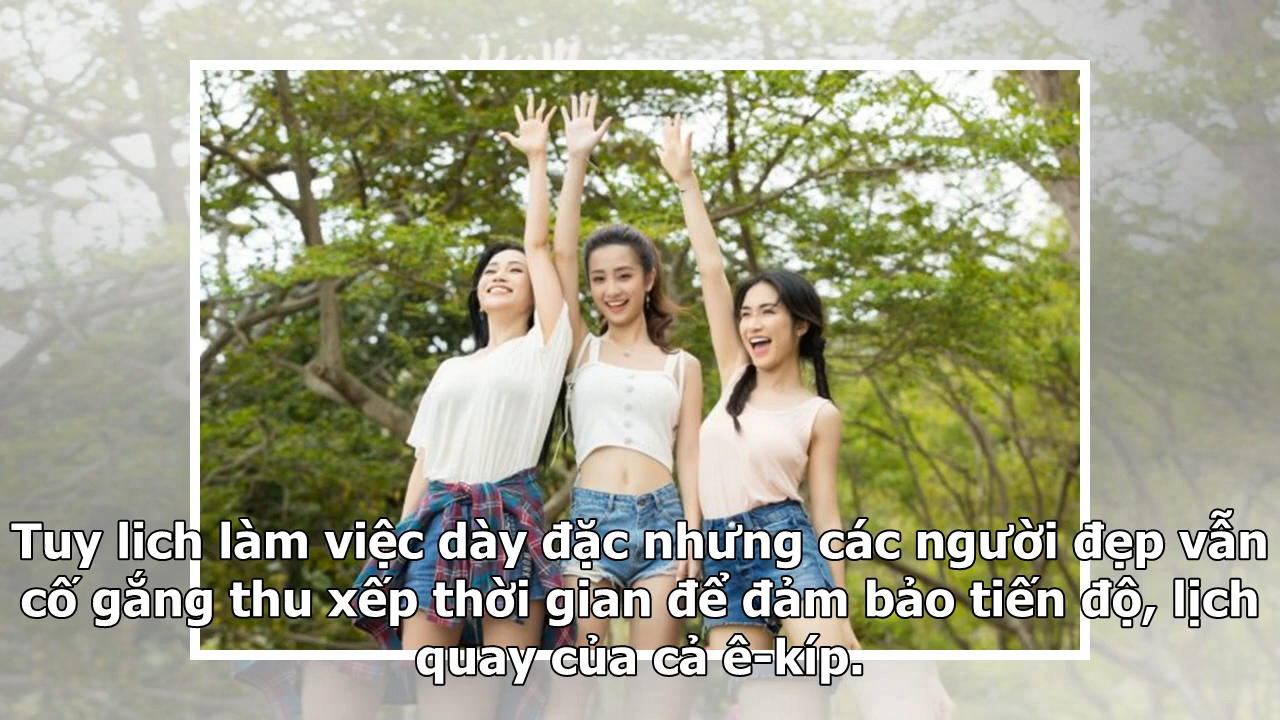 Tuy lich làm việc dày đặc nhưng các người đẹp vẫn
cố gắng thu xếp thời gian để đảm bảo tiến độ, lịch
quay của cả ê-kíp.